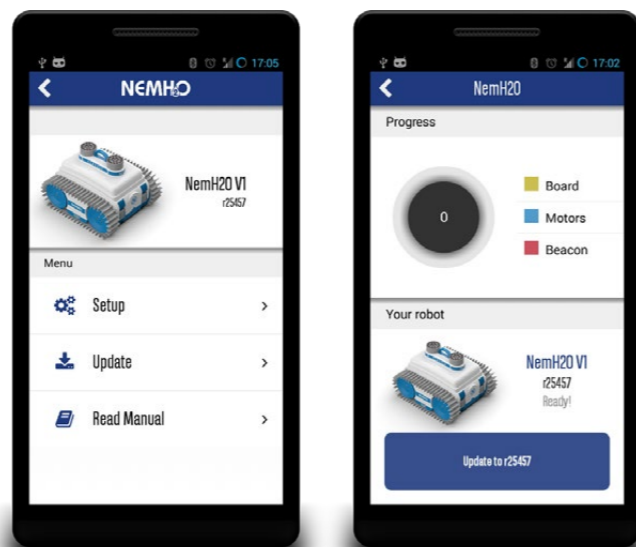 17:05
NEMH2O
NemH2O V1
r25457
Menu
Setup
Update
Read Manual
17:02
NemH2O
Progress
0
Board
Motors
Beacon
Your robot
NemH2O V1
r25457
Ready!
Update to r25457